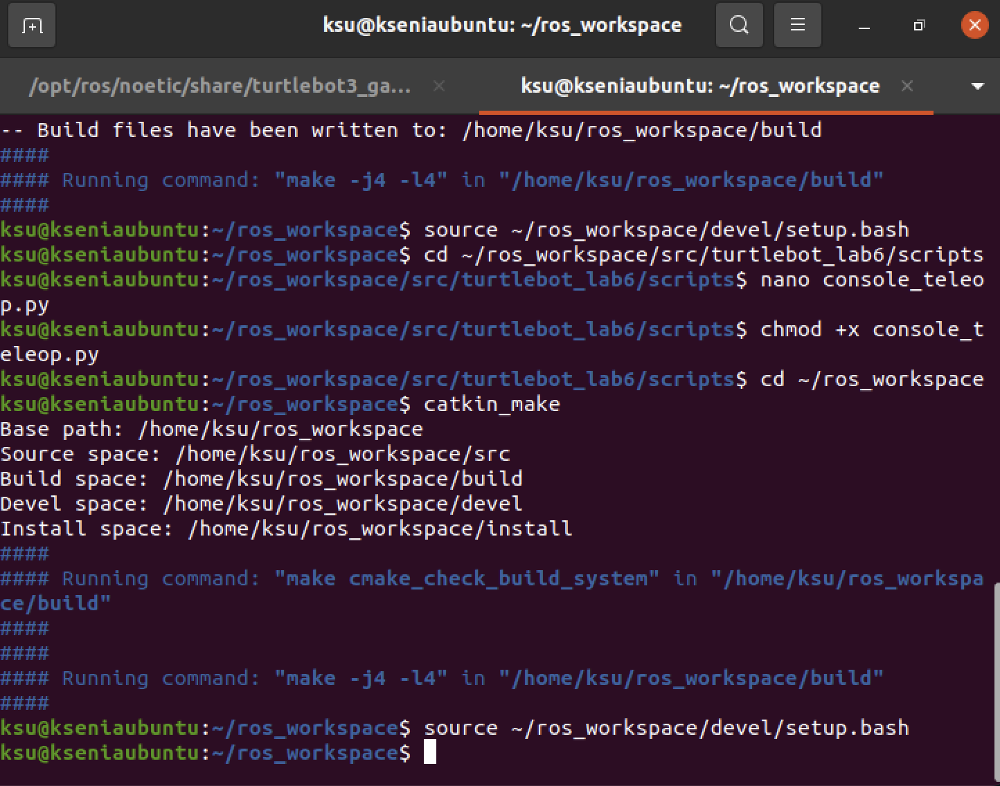 ksu@kseniaubuntu: ~/ros_workspace
/opt/ros/noetic/share/turtlebot3_ga...
ksu@kseniaubuntu: ~/ros_workspace
-- Build files have been written to: /home/ksu/ros_workspace/build
####
#### Running command: "make -j4 -l4" in "/home/ksu/ros_workspace/build"
####
ksu@kseniaubuntu:~/ros_workspace$ source ~/ros_workspace/devel/setup.bash
ksu@kseniaubuntu:~/ros_workspace$ cd ~/ros_workspace/src/turtlebot_lab6/scripts
ksu@kseniaubuntu:~/ros_workspace/src/turtlebot_lab6/scripts$ nano console_teleo
p.py
ksu@kseniaubuntu:~/ros_workspace/src/turtlebot_lab6/scripts$ chmod +x console_t
eleop.py
ksu@kseniaubuntu:~/ros_workspace/src/turtlebot_lab6/scripts$ cd ~/ros_workspace
ksu@kseniaubuntu:~/ros_workspace$ catkin_make
Base path: /home/ksu/ros_workspace
Source space: /home/ksu/ros_workspace/src
Build space: /home/ksu/ros_workspace/build
Devel space: /home/ksu/ros_workspace/devel
Install space: /home/ksu/ros_workspace/install
####
#### Running command: "make cmake_check_build_system" in "/home/ksu/ros_workspa
ce/build"
####
####
#### Running command: "make -j4 -l4" in "/home/ksu/ros_workspace/build"
####
ksu@kseniaubuntu:~/ros_workspace$ source ~/ros_workspace/devel/setup.bash
ksu@kseniaubuntu:~/ros_workspace$